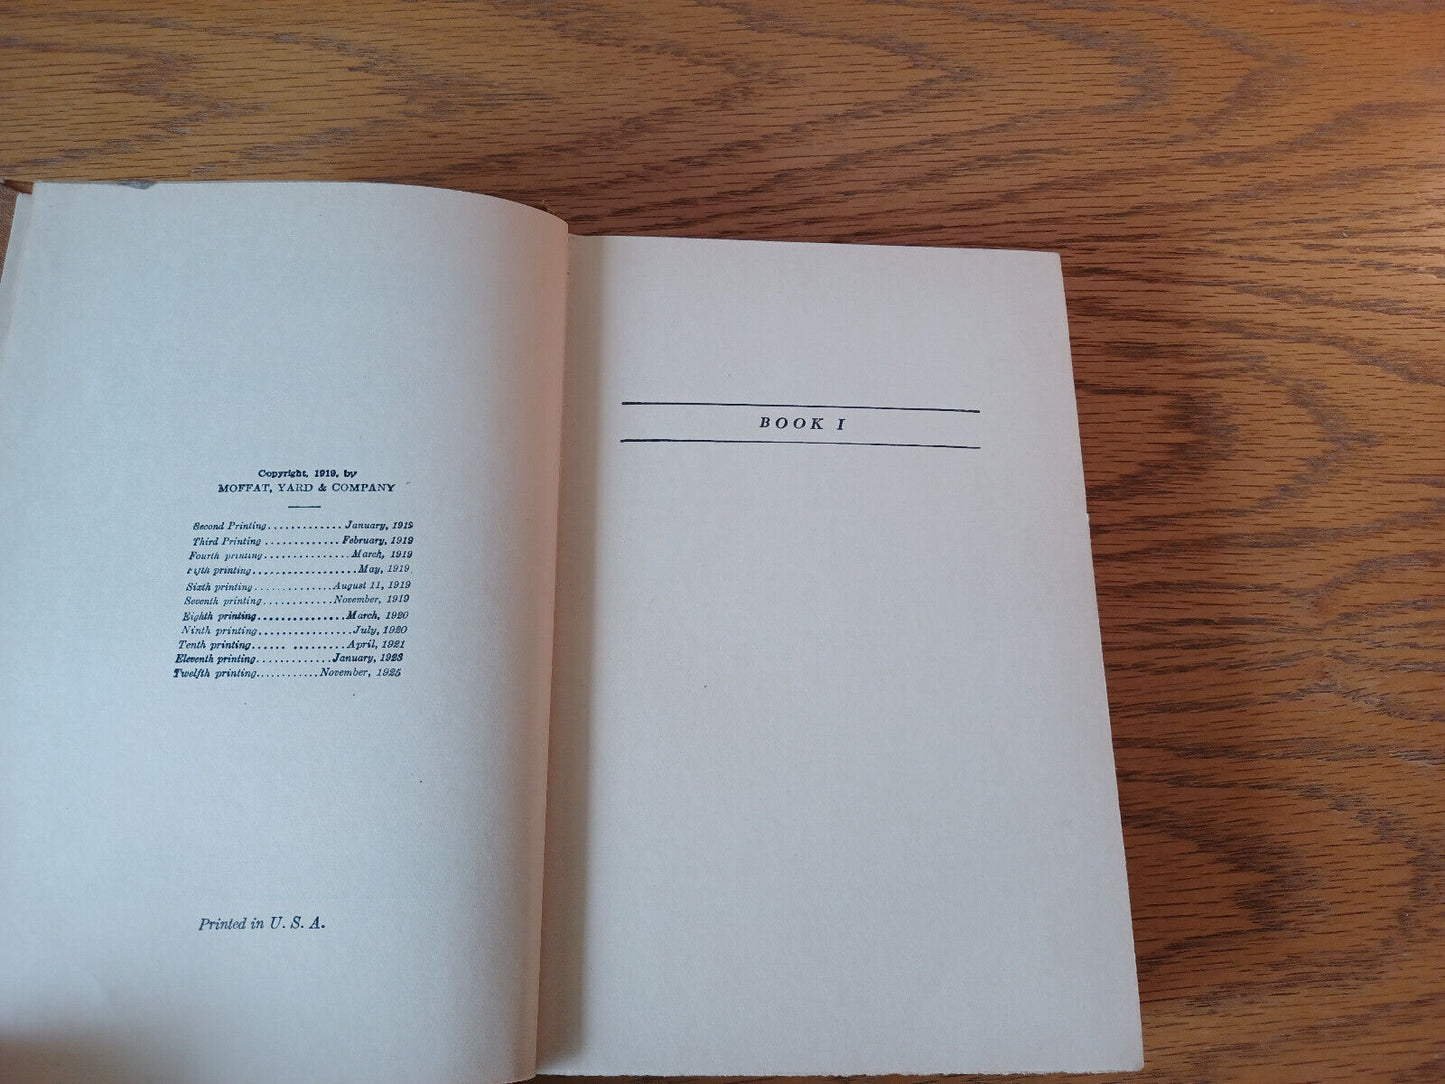 Copyright, 1919, by
MOFFAT, YARD & COMPANY
Second Printing.............January, 1919
Third Printing .............February, 1919
Fourth printing...............March, 1919
Fifth printing..................May, 1919
Sixth printing..............August 11, 1919
Seventh printing............November, 1919
Eighth printing...............March, 1920
Ninth printing................July, 1920
Tenth printing...... .........April, 1921
Eleventh printing.............January, 1923
Twelfth printing............November, 1925
Printed in U. S. A.
BOOK I